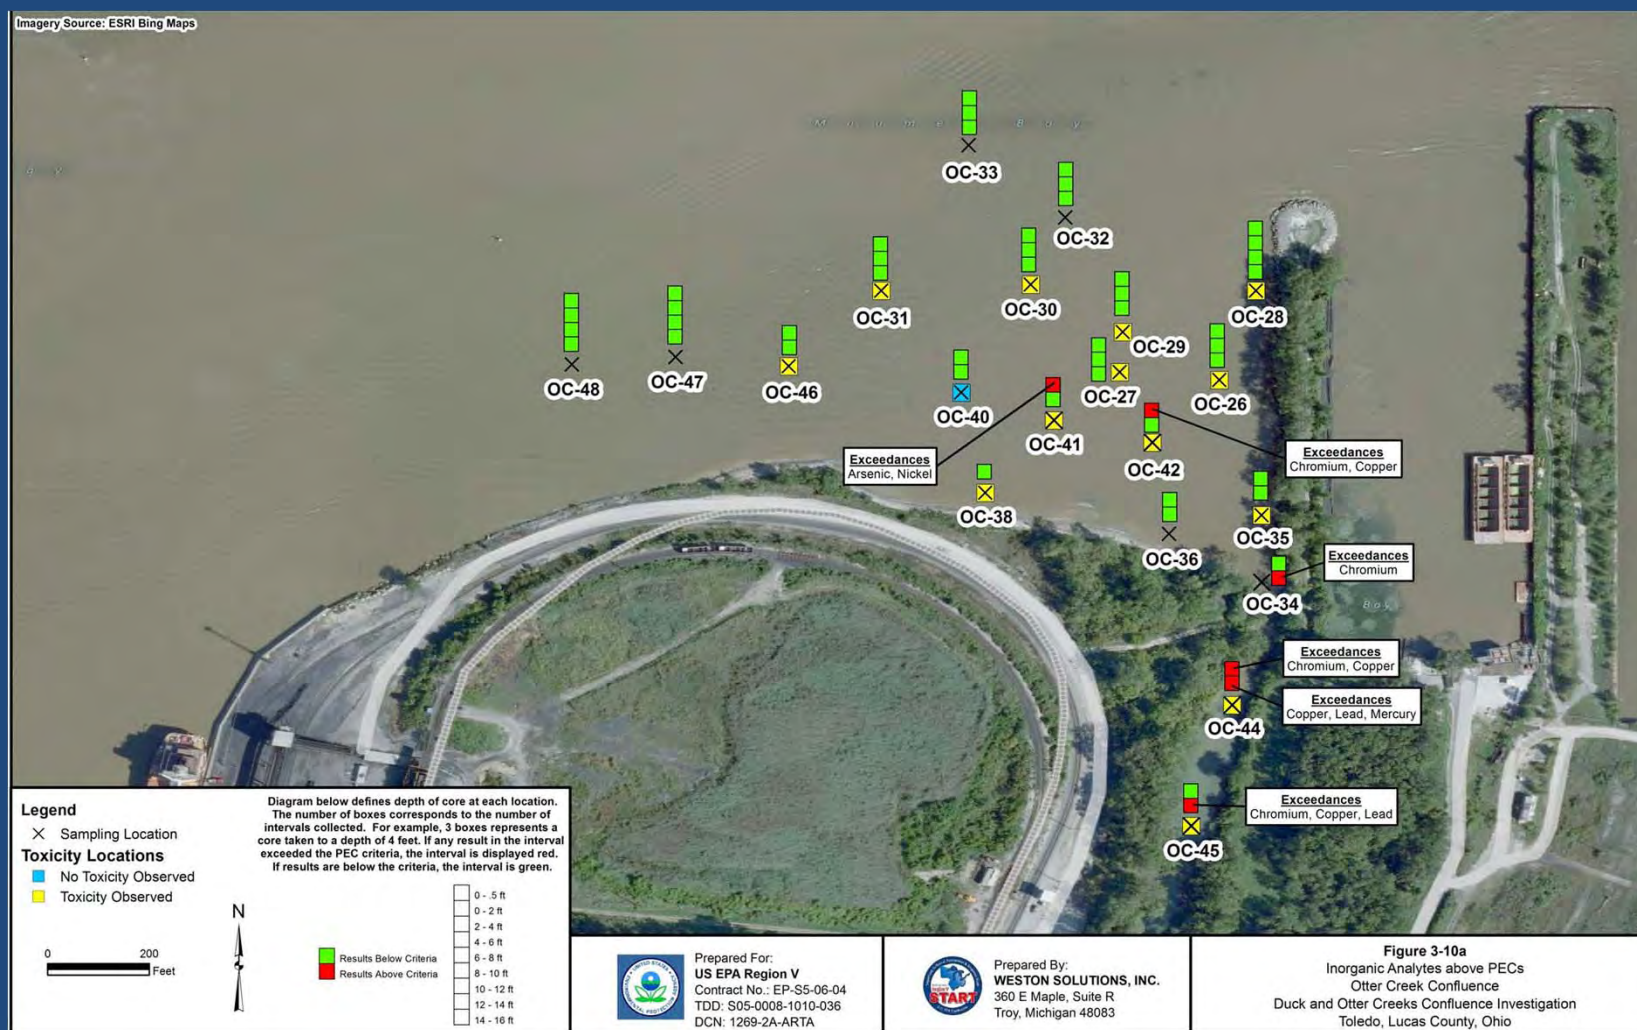 Imagery Source: ESRI Bing Maps
M a u m e e B a y
OC-33
OC-32
OC-31
OC-30
OC-28
OC-29
OC-48
OC-47
OC-46
OC-40
OC-27
OC-26
OC-41
OC-42
Exceedances
Arsenic, Nickel
Exceedances
Chromium, Copper
OC-38
OC-36
OC-35
Exceedances
Chromium
OC-34
B a y
Exceedances
Chromium, Copper
Exceedances
Copper, Lead, Mercury
OC-44
Exceedances
Chromium, Copper, Lead
OC-45
Legend
Sampling Location
Toxicity Locations
No Toxicity Observed
Toxicity Observed
0 200
Feet
N
Diagram below defines depth of core at each location.
The number of boxes corresponds to the number of
intervals collected. For example, 3 boxes represents a
core taken to a depth of 4 feet. If any result in the interval
exceeded the PEC criteria, the interval is displayed red.
If results are below the criteria, the interval is green.
0 - .5 ft
0 - 2 ft
2 - 4 ft
4 - 6 ft
6 - 8 ft
8 - 10 ft
10 - 12 ft
12 - 14 ft
14 - 16 ft
Results Below Criteria
Results Above Criteria
Prepared For:
US EPA Region V
Contract No.: EP-S5-06-04
TDD: S05-0008-1010-036
DCN: 1269-2A-ARTA
START
Prepared By:
WESTON SOLUTIONS, INC.
360 E Maple, Suite R
Troy, Michigan 48083
Figure 3-10a
Inorganic Analytes above PECs
Otter Creek Confluence
Duck and Otter Creeks Confluence Investigation
Toledo, Lucas County, Ohio